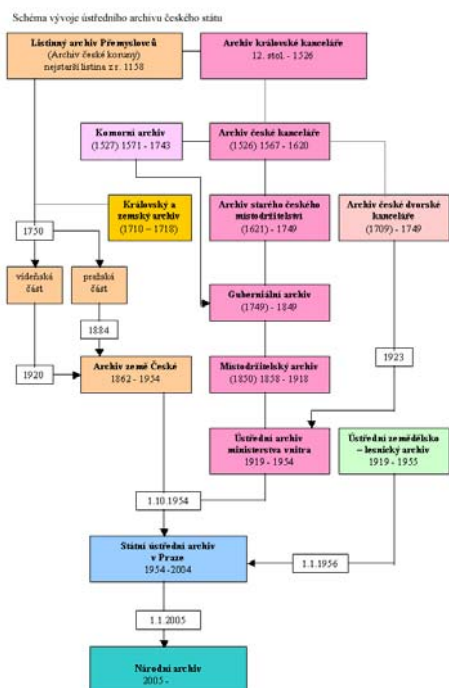 Schéma vývoje ústředního archivu českého státu
Listinný archiv Přemyslovců
(Archiv české koruny)
nejstarší listina z r. 1158
Archiv královské kanceláře
12. stol. - 1526
Komorní archiv
(1527) 1571 - 1743
Archiv české kanceláře
(1526) 1567 - 1620
Královský a
zemský archiv
(1710 – 1718)
Archiv starého českého
místodržitelství
(1621) - 1749
Archiv české dvorské
kanceláře
(1709) - 1749
1750
vídeňská
část
pražská
část
Guberniální archiv
(1749) - 1849
1884
1920
Archiv země České
1862 - 1954
Místodržitelský archiv
(1850) 1858 - 1918
1923
Ústřední archiv
ministerstva vnitra
1919 - 1954
Ústřední zemědělsko
– lesnický archiv
1919 - 1955
1.10.1954
Státní ústřední archiv
v Praze
1954 -2004
1.1.1956
1.1.2005
Národní archiv
2005 -